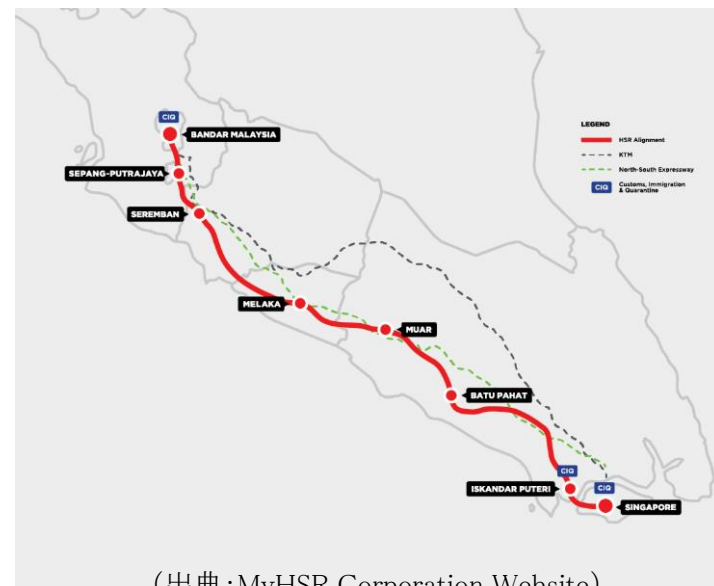 CIQ
BANDAR MALAYSIA
SEPANG-PUTRAJAYA
SEREMBAN
MELAKA
MUAR
BATU PAHAT
CIQ
ISKANDAR PUTERI
CIQ
SINGAPORE
LEGEND
HSR Alignment
KTM
North-South Expressway
CIQ
Customs, Immigration
& Quarantine
(出典:MyHSR Corporation Website)